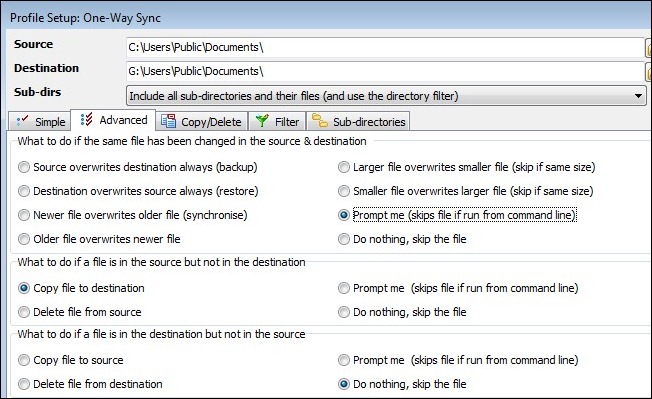 Profile Setup: One-Way Sync
Source C:\Users\Public\Documents\
Destination G:\Users\Public\Documents\
Sub-dirs Include all sub-directories and their files (and use the directory filter)
Simple Advanced Copy/Delete Filter Sub-directories
What to do if the same file has been changed in the source & destination
Source overwrites destination always (backup) Larger file overwrites smaller file (skip if same size)
Destination overwrites source always (restore) Smaller file overwrites larger file (skip if same size)
Newer file overwrites older file (synchronise) Prompt me (skips file if run from command line)
Older file overwrites newer file Do nothing, skip the file
What to do if a file is in the source but not in the destination
Copy file to destination Prompt me (skips file if run from command line)
Delete file from source Do nothing, skip the file
What to do if a file is in the destination but not in the source
Copy file to source Prompt me (skips file if run from command line)
Delete file from destination Do nothing, skip the file